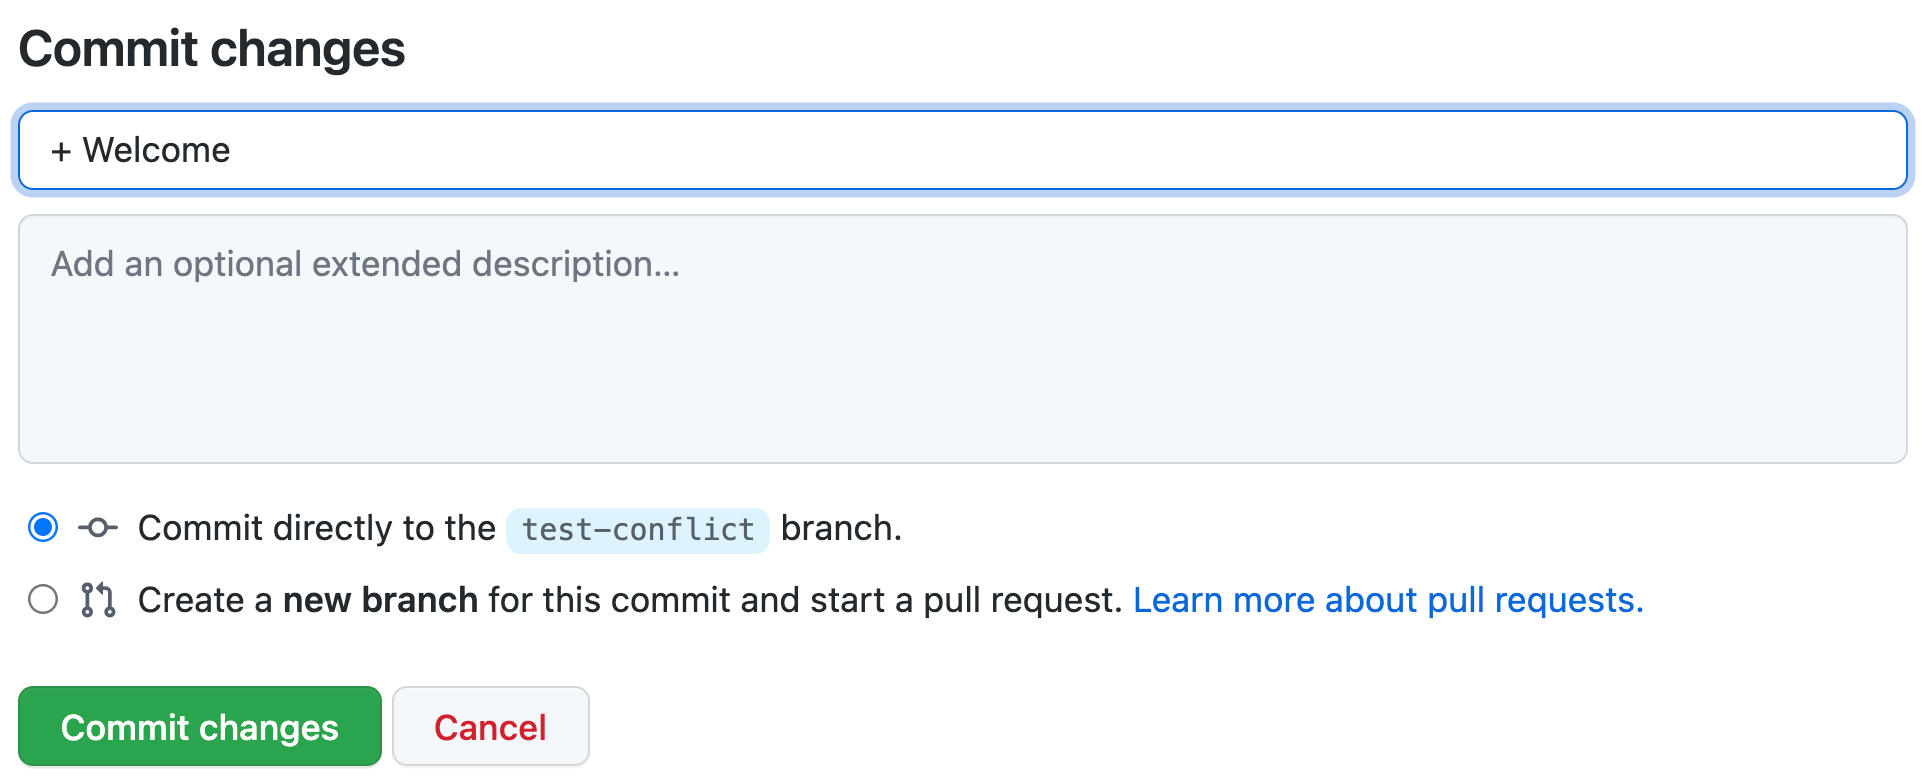 Commit changes
+ Welcome
Add an optional extended description...
Commit directly to the test-conflict branch.
Create a new branch for this commit and start a pull request. Learn more about pull requests.
Commit changes Cancel